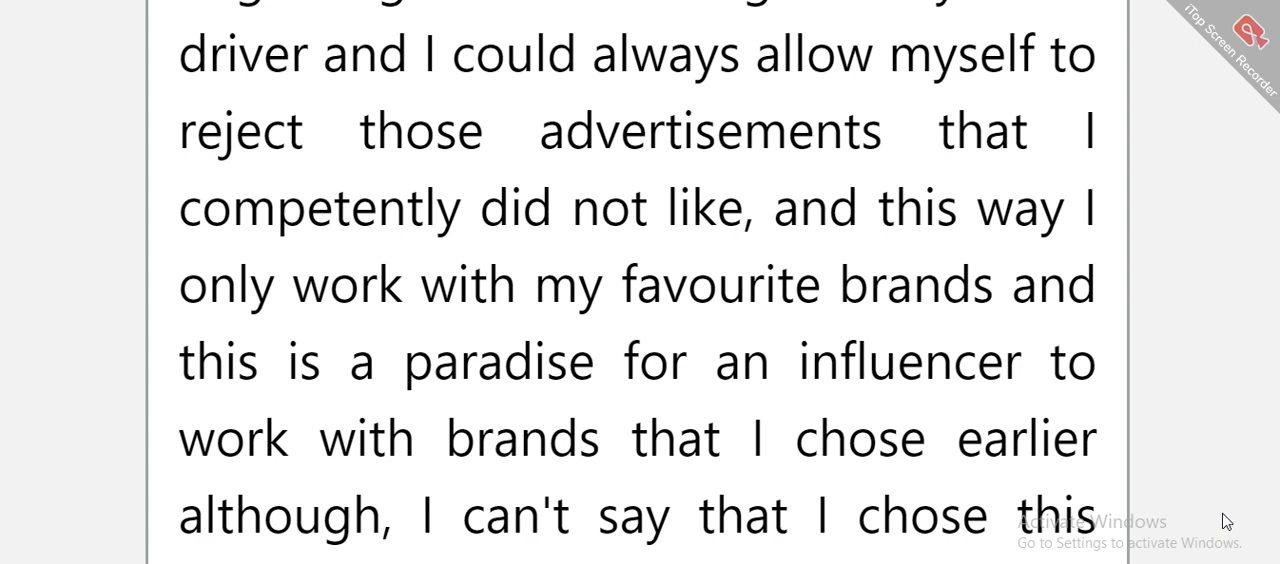 driver and I could always allow myself to
reject those advertisements that I
competently did not like, and this way I
only work with my favourite brands and
this is a paradise for an influencer to
work with brands that I chose earlier
although, I can't say that I chose this
iTop Screen Recorder
Activate Windows
Go to Settings to activate Windows.